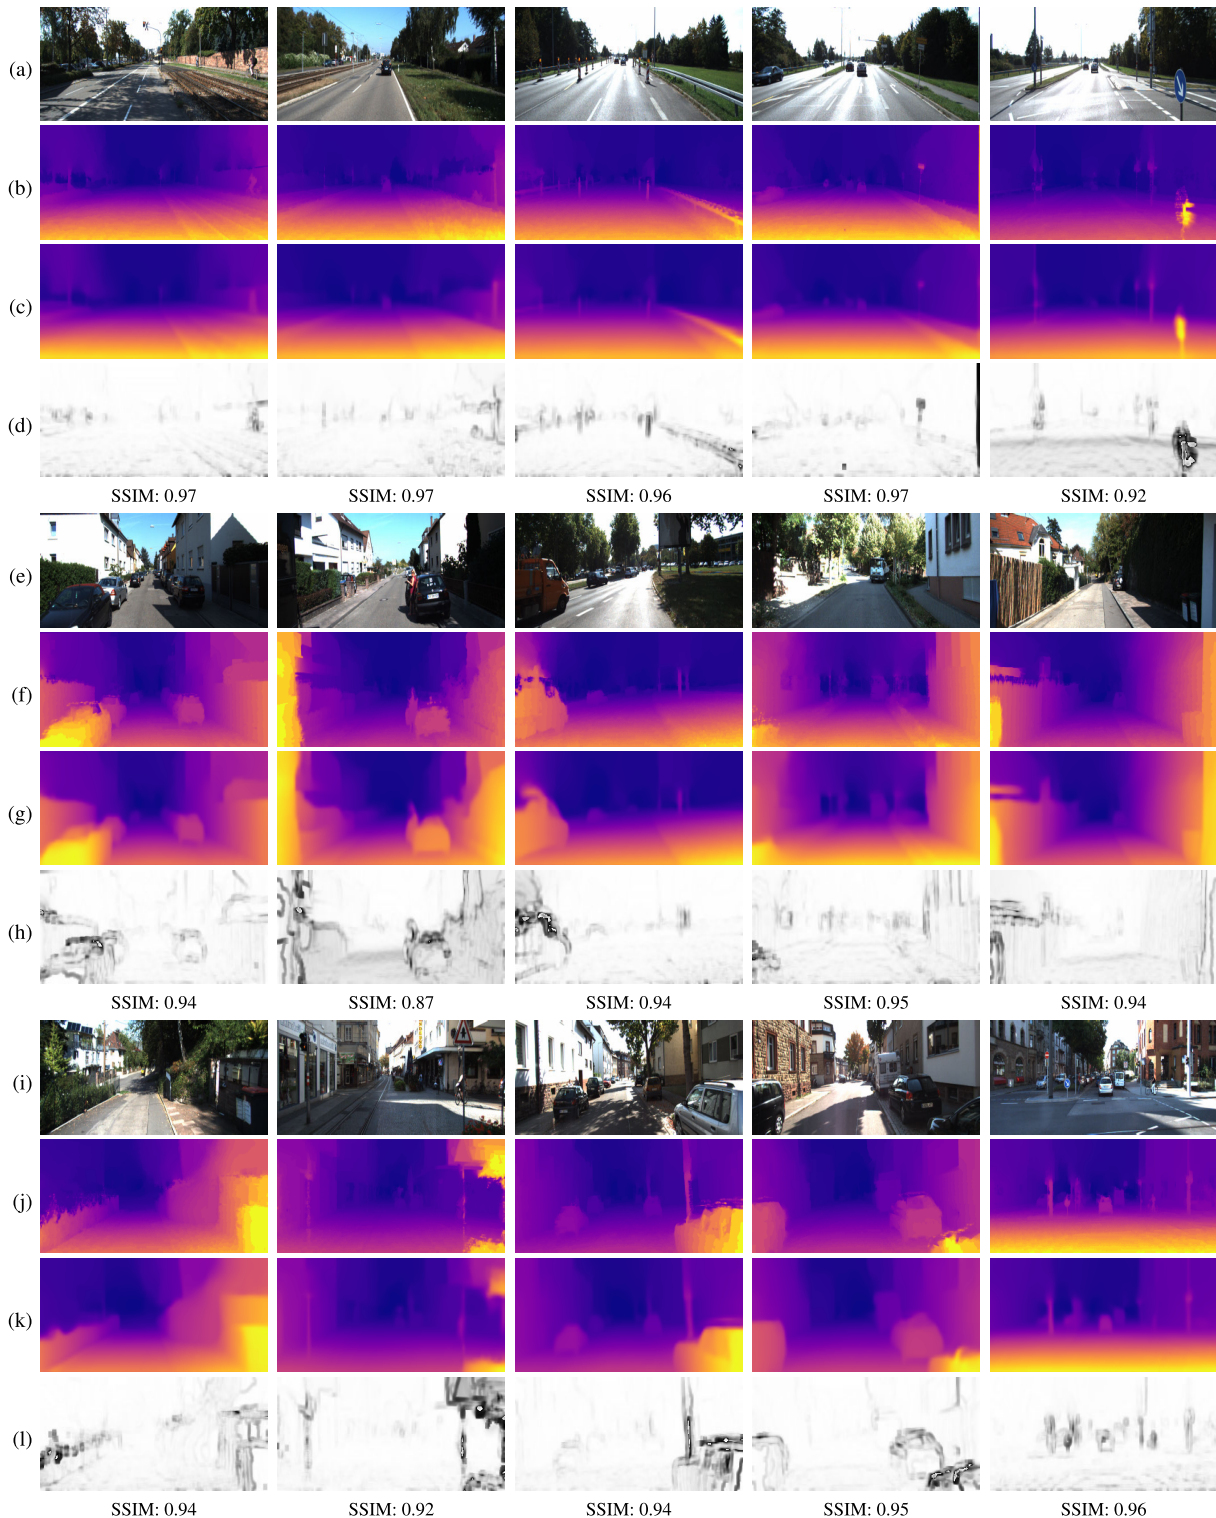 (a)
(b)
(c)
(d)
SSIM: 0.97 SSIM: 0.97 SSIM: 0.96 SSIM: 0.97 SSIM: 0.92
(e)
(f)
(g)
(h)
SSIM: 0.94 SSIM: 0.87 SSIM: 0.94 SSIM: 0.95 SSIM: 0.94
(i)
(j)
(k)
(l)
SSIM: 0.94 SSIM: 0.92 SSIM: 0.94 SSIM: 0.95 SSIM: 0.96